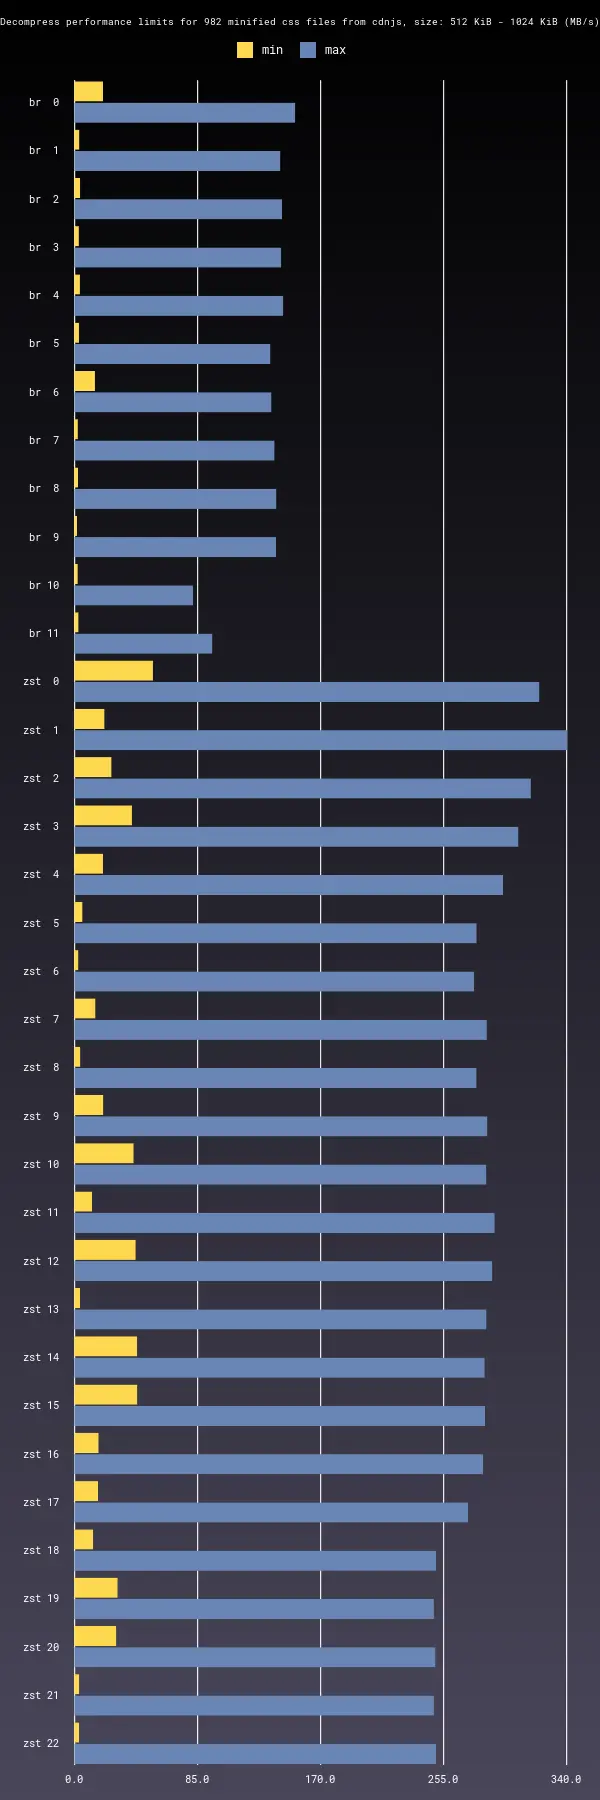 Decompress performance limits for 982 minified css files from cdnjs, size: 512 KiB - 1024 KiB (MB/s)
min max
br 0
br 1
br 2
br 3
br 4
br 5
br 6
br 7
br 8
br 9
br 10
br 11
zst 0
zst 1
zst 2
zst 3
zst 4
zst 5
zst 6
zst 7
zst 8
zst 9
zst 10
zst 11
zst 12
zst 13
zst 14
zst 15
zst 16
zst 17
zst 18
zst 19
zst 20
zst 21
zst 22
0.0 85.0 170.0 255.0 340.0